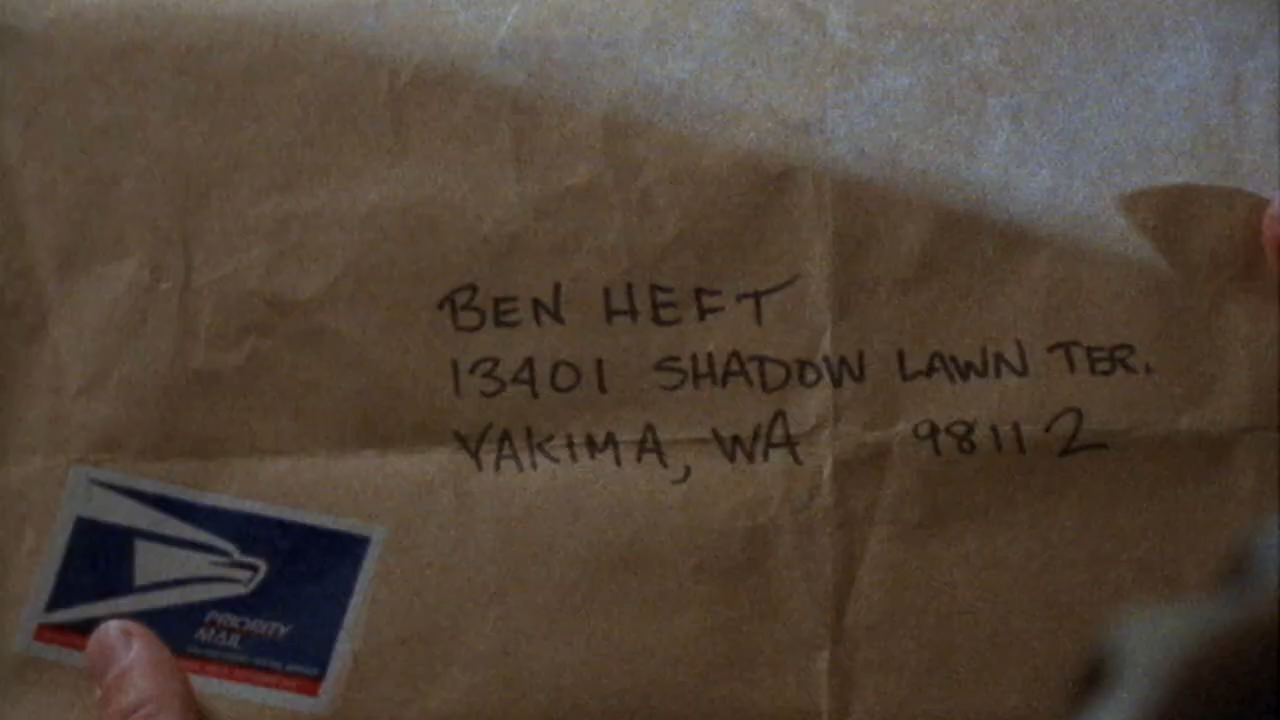 BEN HEFT
13401 SHADOW LAWN TER.
YAKIMA, WA 98112
PRIORITY
MAIL